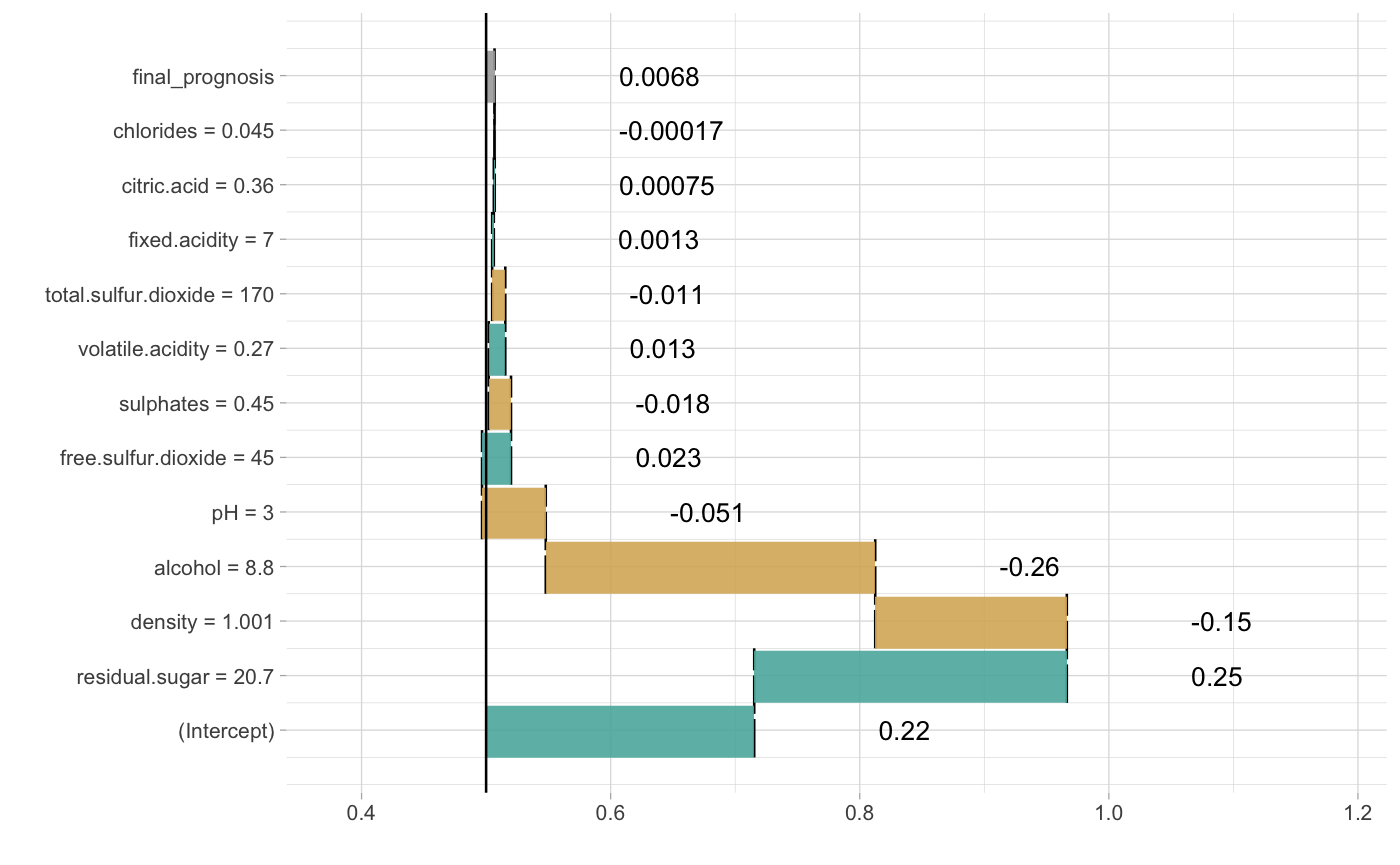 final_prognosis 0.0068
chlorides = 0.045 -0.00017
citric.acid = 0.36 0.00075
fixed.acidity = 7 0.0013
total.sulfur.dioxide = 170 -0.011
volatile.acidity = 0.27 0.013
sulphates = 0.45 -0.018
free.sulfur.dioxide = 45 0.023
pH = 3 -0.051
alcohol = 8.8 -0.26
density = 1.001 -0.15
residual.sugar = 20.7 0.25
(Intercept) 0.22
0.4 0.6 0.8 1.0 1.2